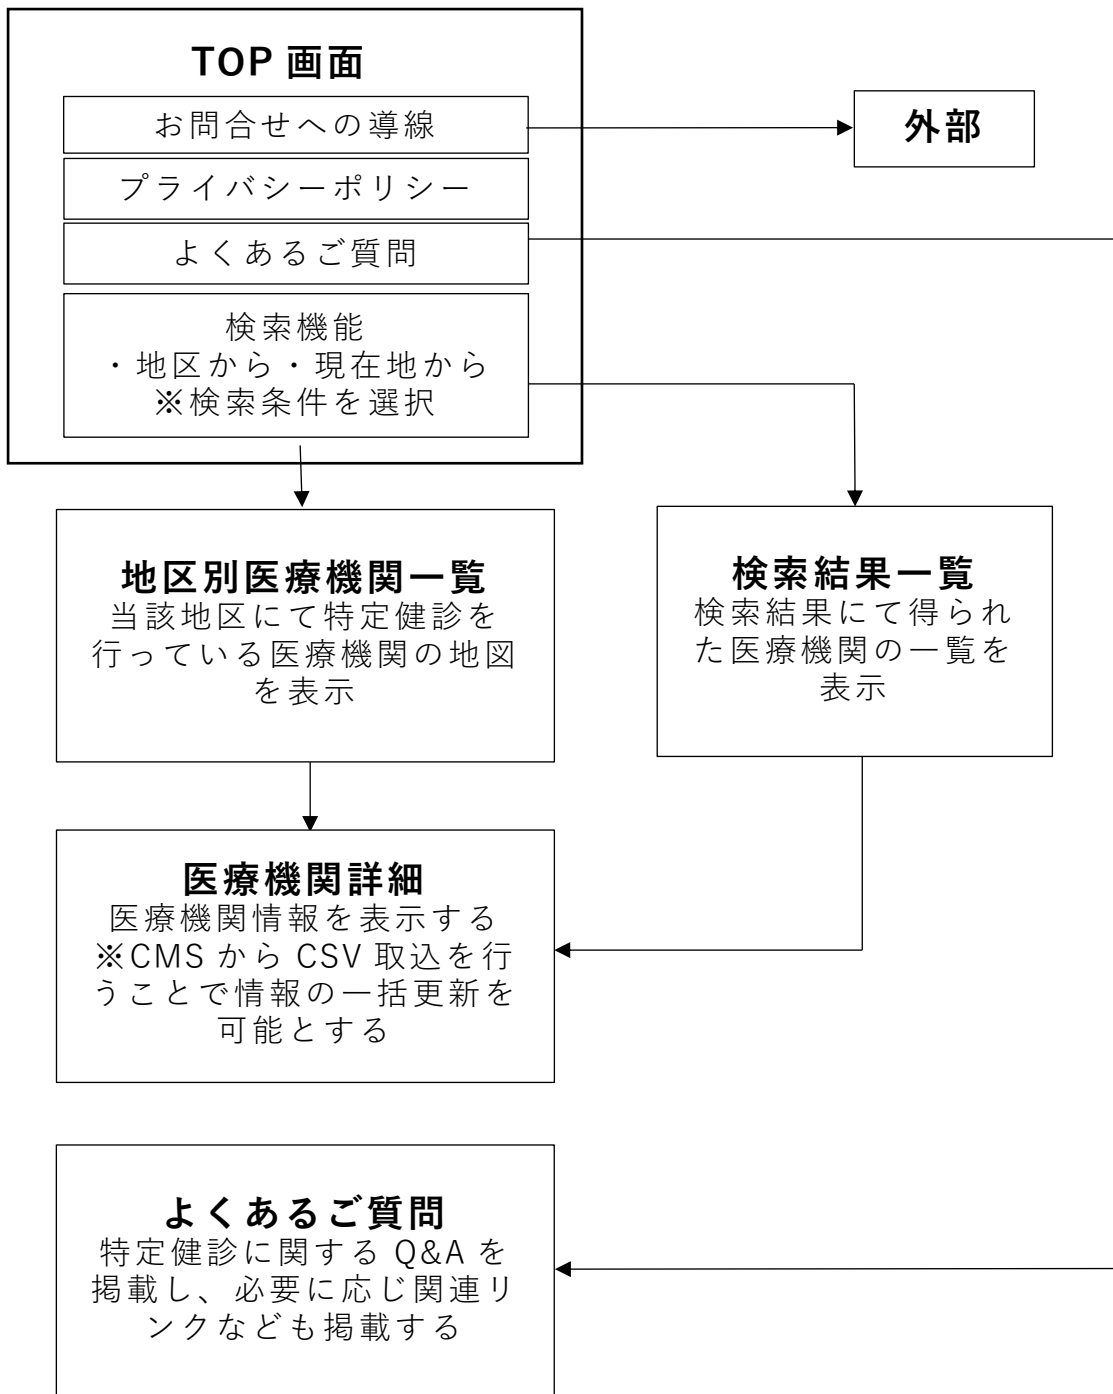 TOP 画面
お問合せへの導線
外部
プライバシーポリシー
よくあるご質問
検索機能
・地区から・現在地から
※検索条件を選択
地区別医療機関一覧
当該地区にて特定健診を
行っている医療機関の地図
を表示
検索結果一覧
検索結果にて得られ
た医療機関の一覧を
表示
医療機関詳細
医療機関情報を表示する
※CMS から CSV 取込を行
うことで情報の一括更新を
可能とする
よくあるご質問
特定健診に関する Q&A を
掲載し、必要に応じ関連リ
ンクなども掲載する